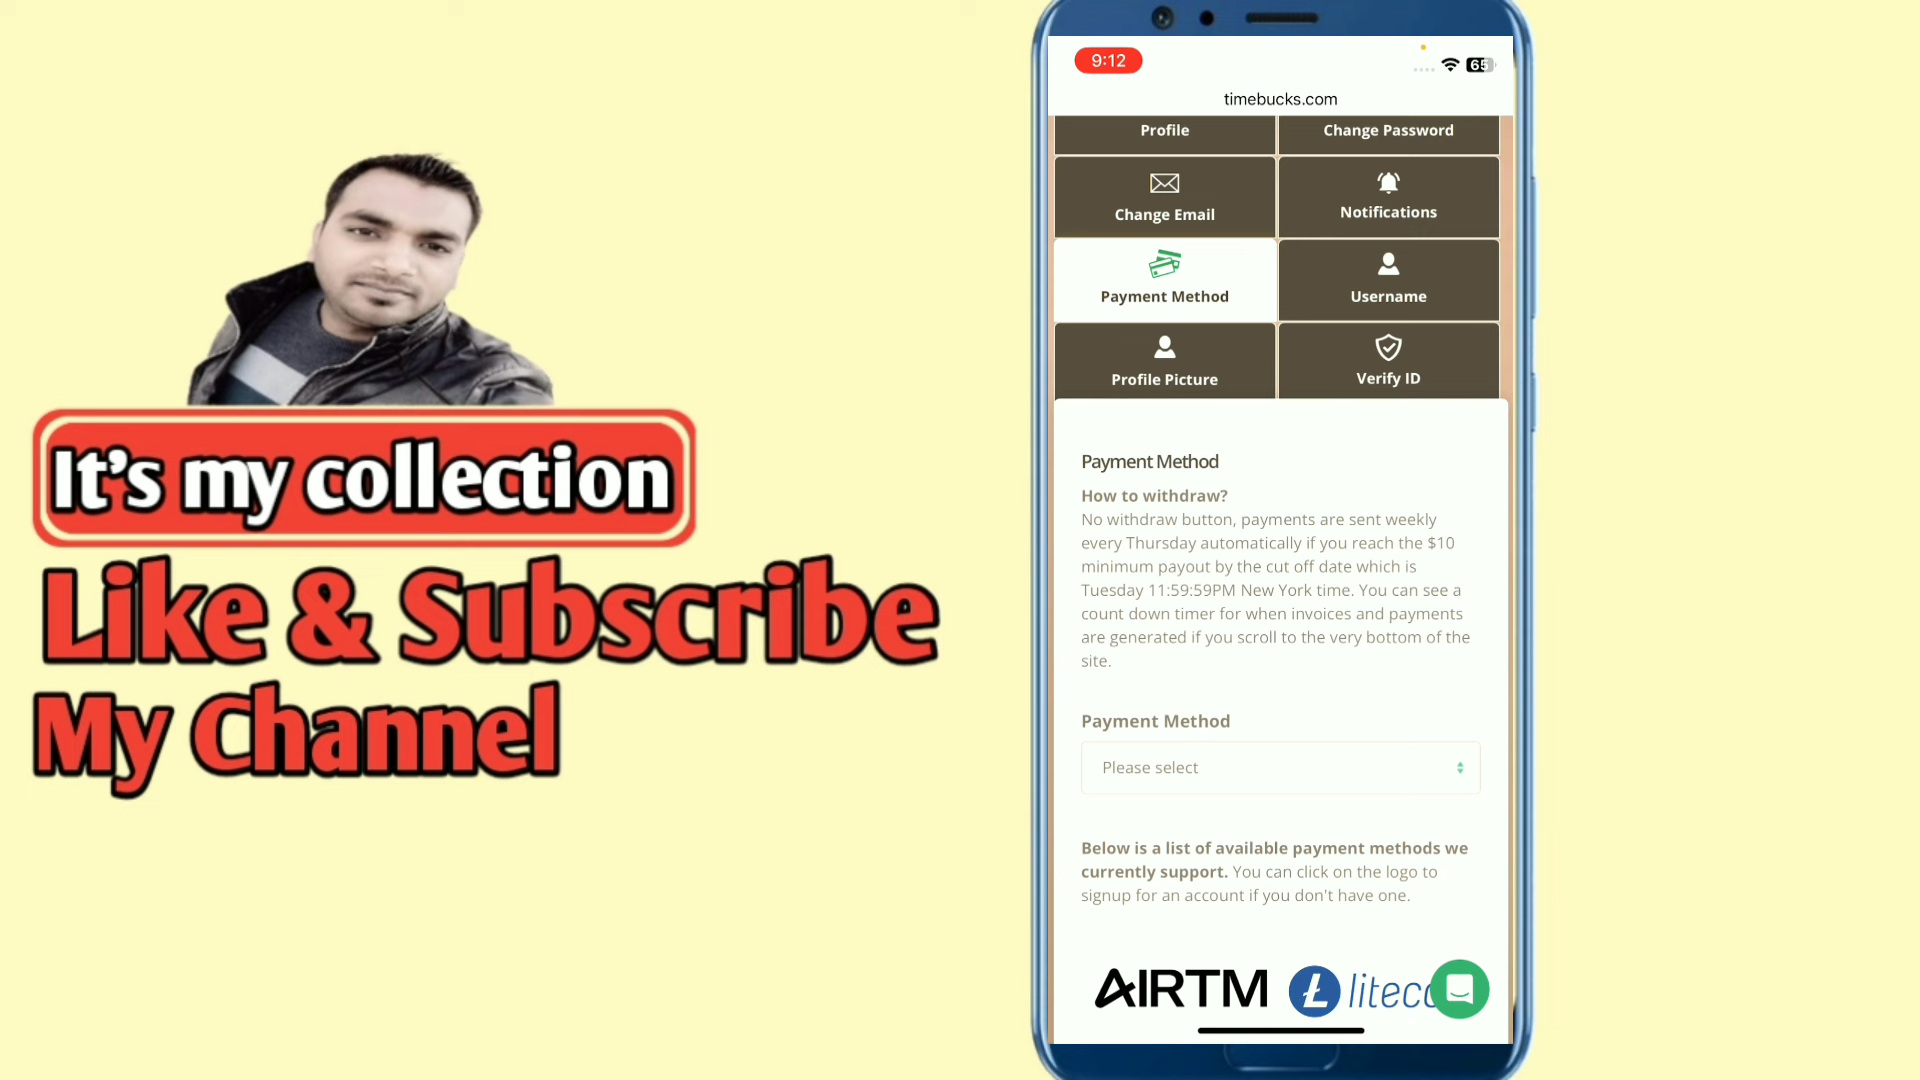 It's my collection
Like & Subscribe
My Channel
9:12
65
timebucks.com
Profile
Change Password
Change Email
Notifications
Payment Method
Username
Profile Picture
Verify ID
Payment Method
How to withdraw?
No withdraw button, payments are sent weekly
every Thursday automatically if you reach the $10
minimum payout by the cut off date which is
Tuesday 11:59:59PM New York time. You can see a
count down timer for when invoices and payments
are generated if you scroll to the very bottom of the
site.
Payment Method
Please select
Below is a list of available payment methods we
currently support. You can click on the logo to
signup for an account if you don't have one.
AIRTM
Ł litec